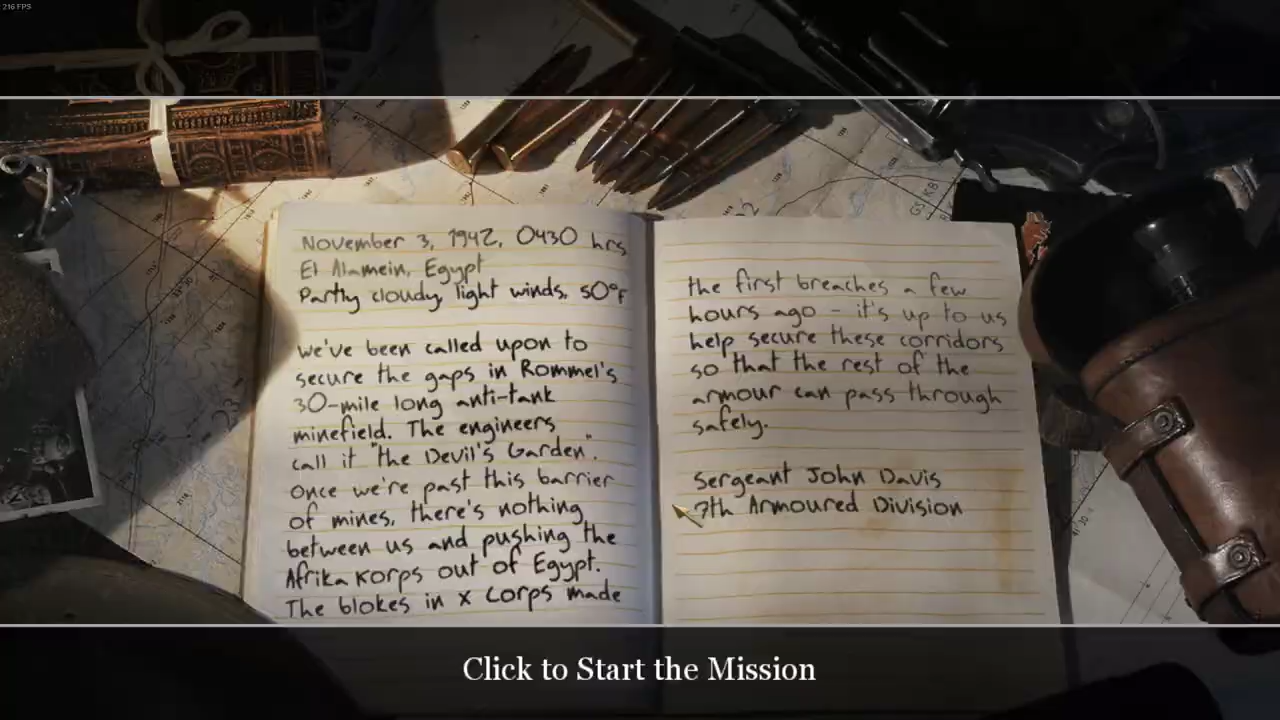 216 FPS
November 3, 1942, 0430 hrs
El Alamein, Egypt
Partly cloudy, light winds, 50°F
We've been called upon to
secure the gaps in Rommel's
30-mile long anti-tank
minefield. The engineers
call it "the Devil's Garden".
Once we're past this barrier
of mines, there's nothing
between us and pushing the
Afrika Korps out of Egypt.
The blokes in X Corps made
the first breaches a few
hours ago - it's up to us
help secure these corridors
so that the rest of the
armour can pass through
safely.
Sergeant John Davis
7th Armoured Division
Click to Start the Mission